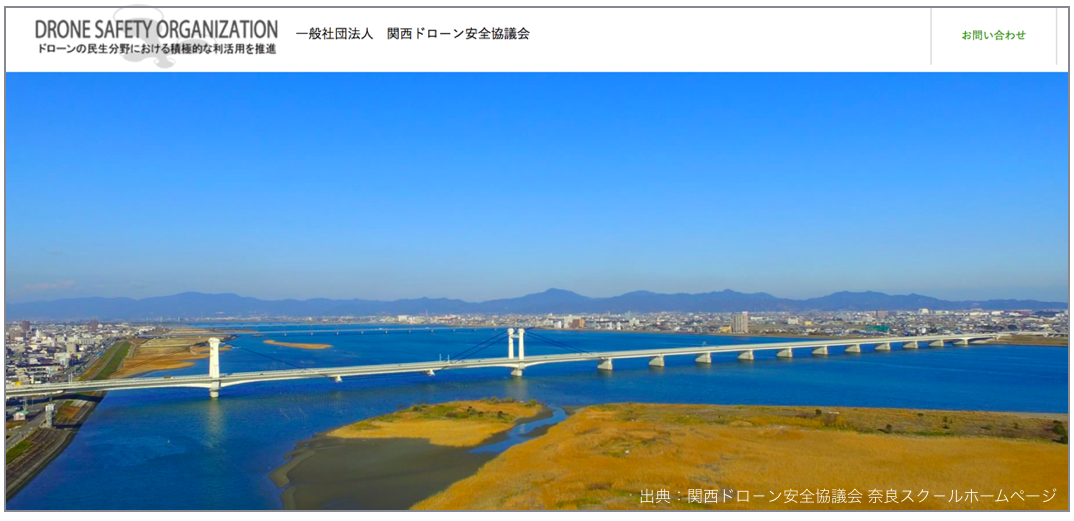 DRONE SAFETY ORGANIZATION
ドローンの民生分野における積極的な利活用を推進
一般社団法人 関西ドローン安全協議会
お問い合わせ
出典：関西ドローン安全協議会 奈良スクールホームページ